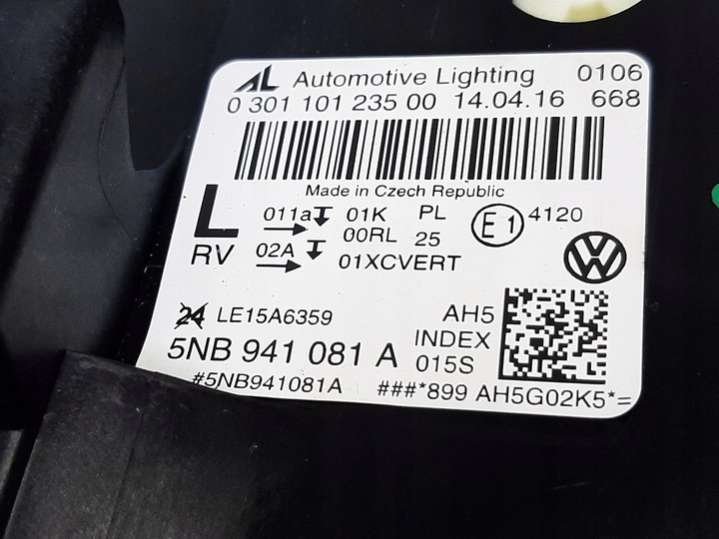 AL Automotive Lighting 0106
0 301 101 235 00 14.04.16 668
Made in Czech Republic
L 011a 01K PL E1 4120
00RL 25
RV 02A 01XCVERT
VW
24 LE15A6359 AH5
INDEX
5NB 941 081 A 015S
#5NB941081A ###*899 AH5G02K5*=